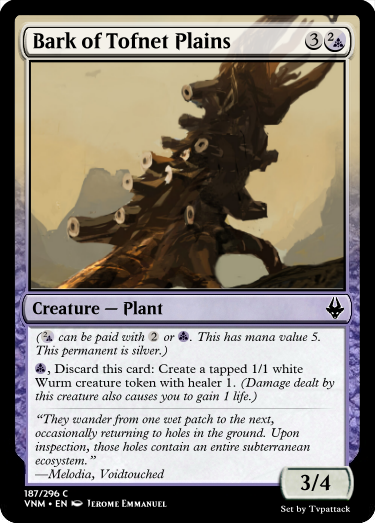 Bark of Tofnet Plains 3 2
Creature — Plant
( can be paid with 2 or . This has mana value 5.
This permanent is silver.)
, Discard this card: Create a tapped 1/1 white
Wurm creature token with healer 1. (Damage dealt by
this creature also causes you to gain 1 life.)
“They wander from one wet patch to the next,
occasionally returning to holes in the ground. Upon
inspection, those holes contain an entire subterranean
ecosystem.”
—Melodia, Voidtouched
3/4
187/296 C
VNM • EN Jerome Emmanuel
Set by Tvpattack